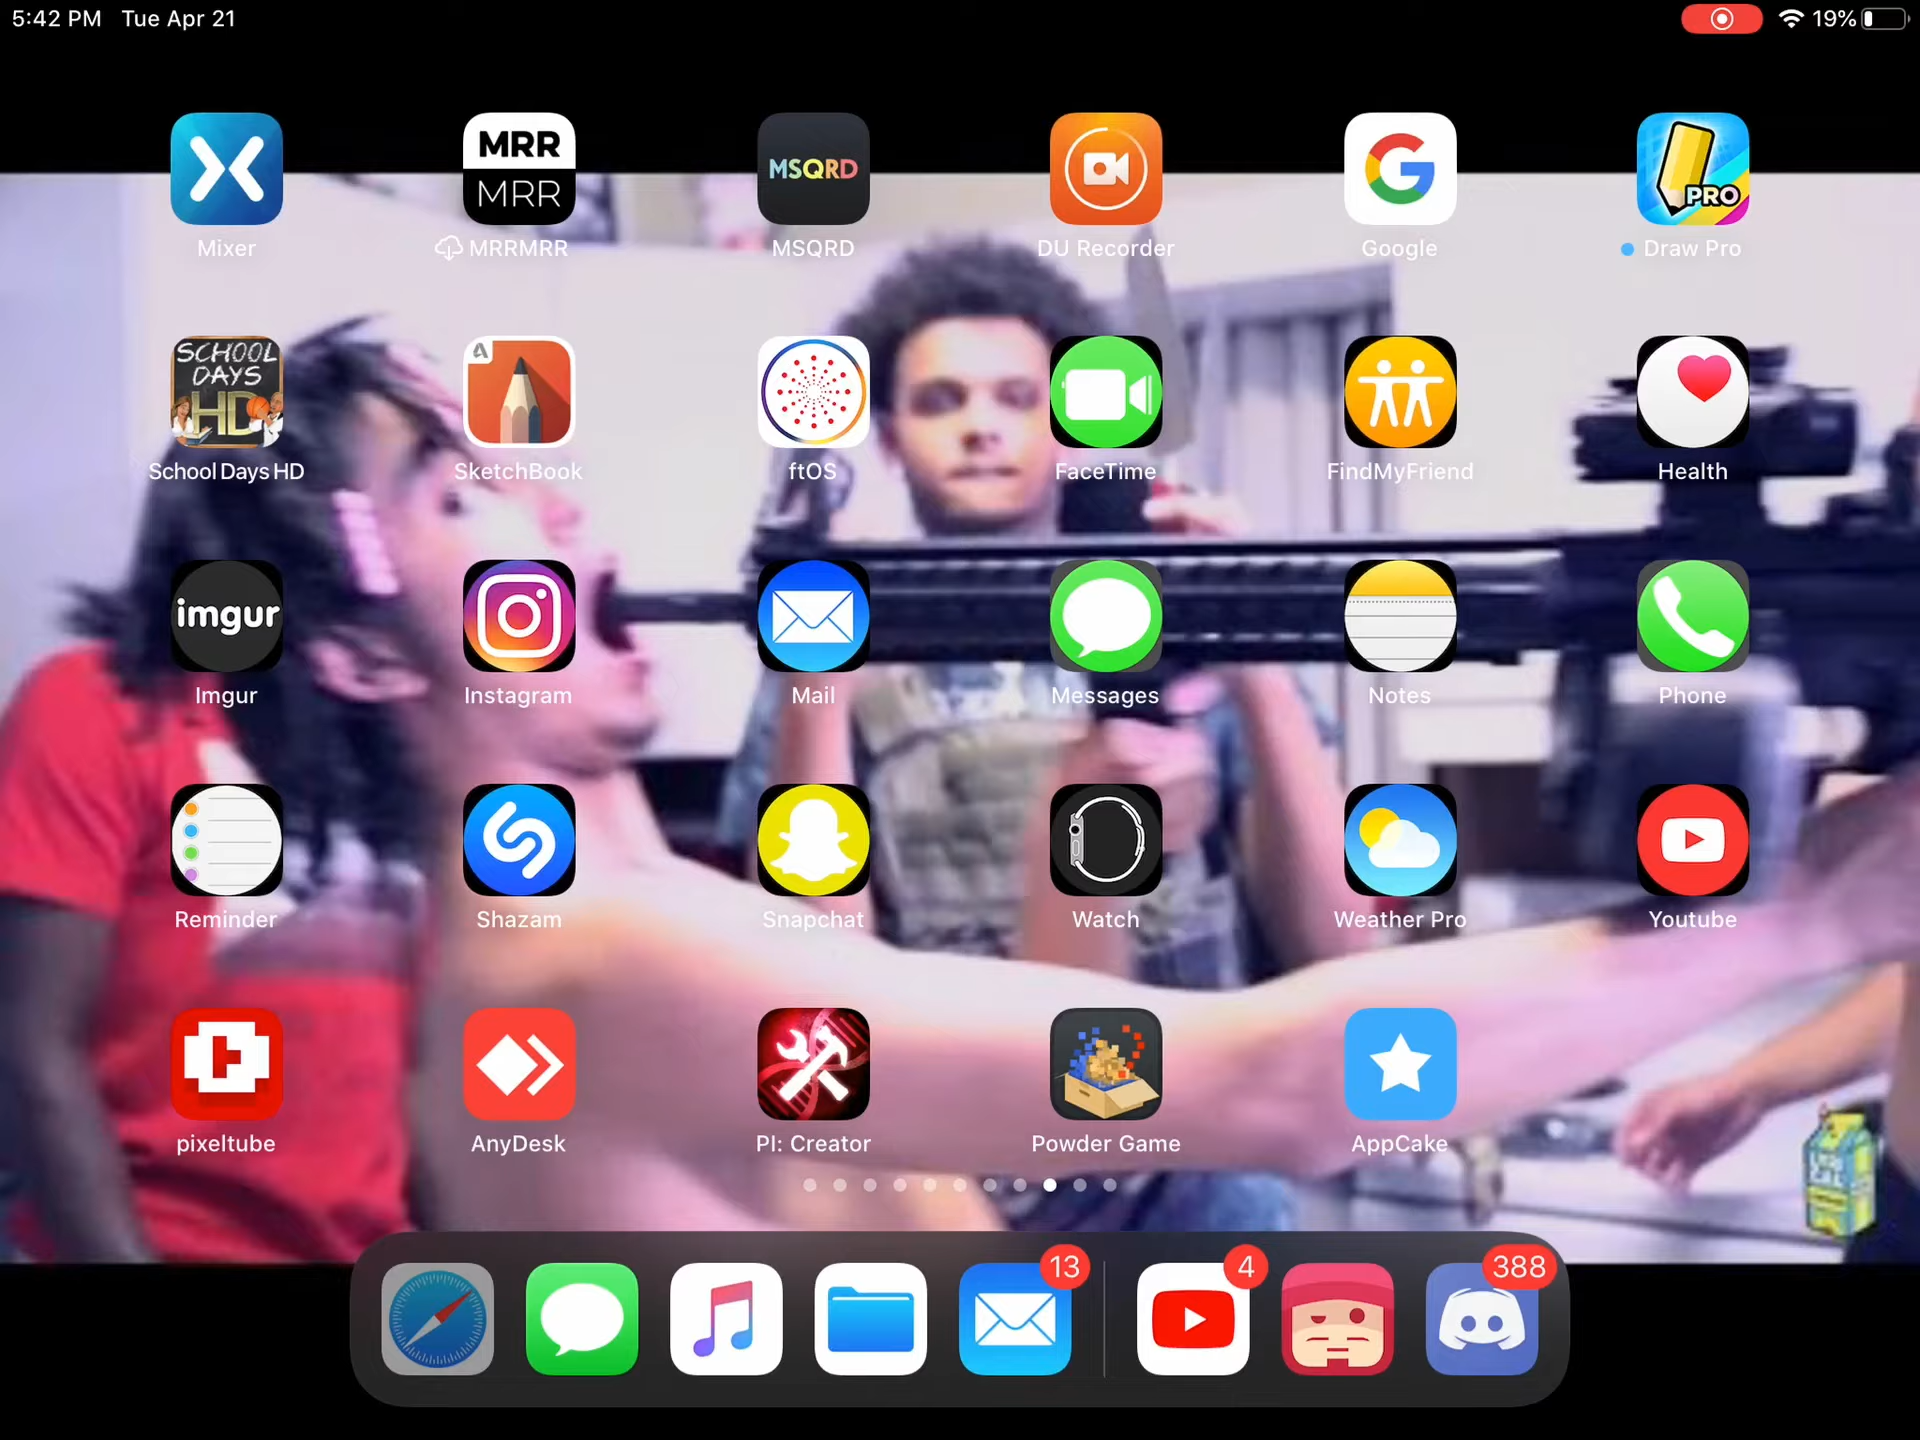 5:42 PM Tue Apr 21
19%
MRR
MRR
MSQRD
PRO
Mixer
MRRMRR
MSQRD
DU Recorder
Google
Draw Pro
SCHOOL
DAYS
HD
School Days HD
SketchBook
ftOS
FaceTime
FindMyFriend
Health
imgur
Imgur
Instagram
Mail
Messages
Notes
Phone
Reminder
Shazam
Snapchat
Watch
Weather Pro
Youtube
pixeltube
AnyDesk
PI: Creator
Powder Game
AppCake
13
4
388